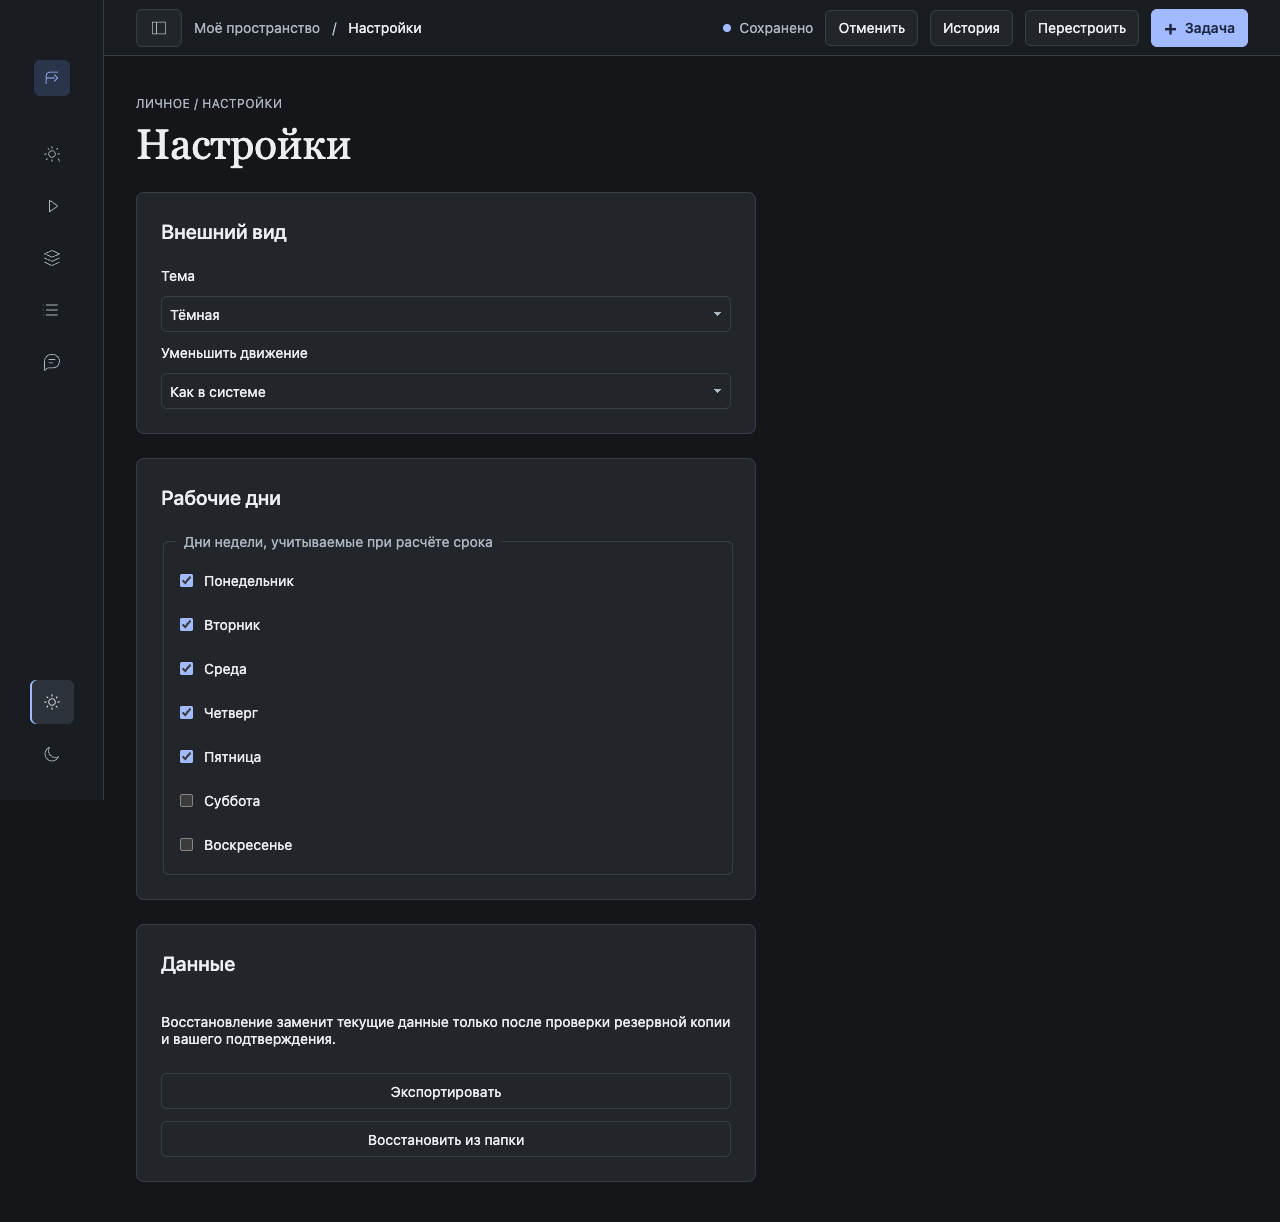 Моё пространство / Настройки
Сохранено
Отменить
История
Перестроить
+ Задача
ЛИЧНОЕ / НАСТРОЙКИ
Настройки
Внешний вид
Тема
Тёмная
Уменьшить движение
Как в системе
Рабочие дни
Дни недели, учитываемые при расчёте срока
Понедельник
Вторник
Среда
Четверг
Пятница
Суббота
Воскресенье
Данные
Восстановление заменит текущие данные только после проверки резервной копии
и вашего подтверждения.
Экспортировать
Восстановить из папки